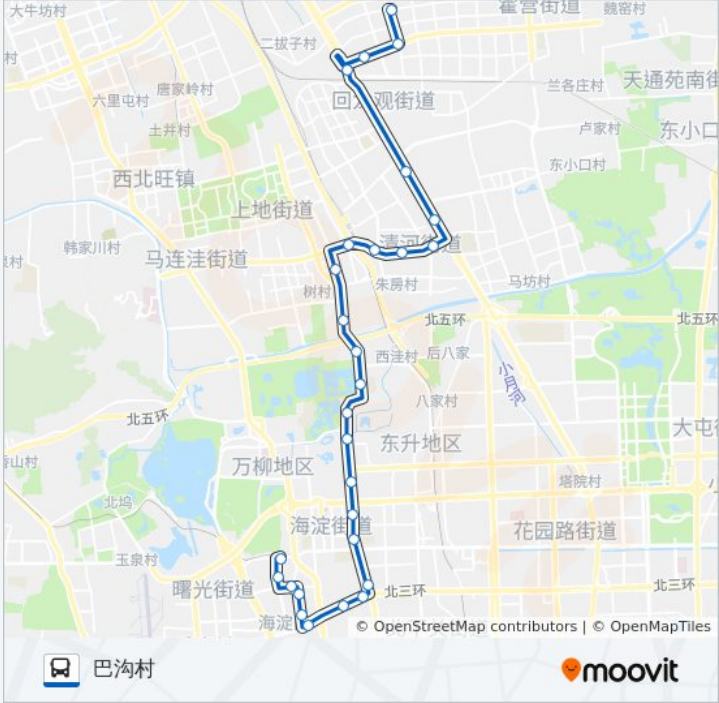 大牛坊村
霍营街道
魏窑村
二拔子村
唐家岭村
兰各庄村
天通苑南街
六里屯村
回龙观街道
土井村
卢家村
东小口
东小口村
西北旺镇
上地街道
清河街道
韩家川村
马连洼街道
泉村
朱房村
马坊村
树村
北五环
北五环
西洼村
后八家
小月河
八家村
北五环
东升地区
大屯街
香山村
万柳地区
塔院村
小
北坞
海淀街道
花园路街道
玉泉村
曙光街道
北三环
北三环
海淀
© OpenStreetMap contributors | © OpenMapTiles
巴沟村
moovit